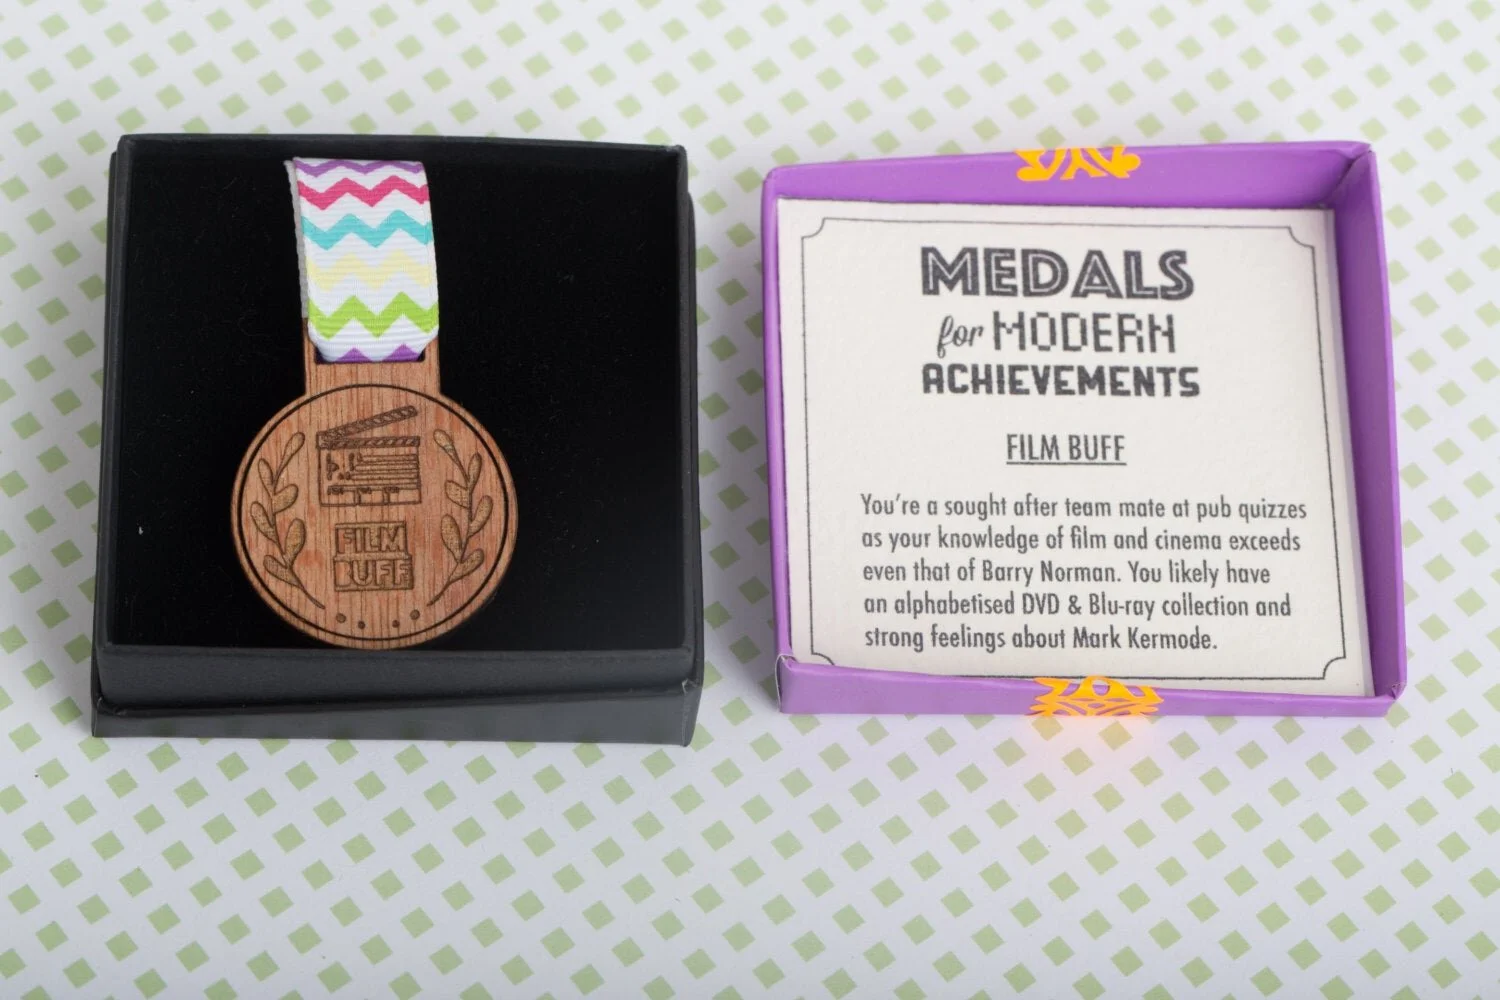 FILM
BUFF
MEDALS
for MODERN
ACHIEVEMENTS
FILM BUFF
You're a sought after team mate at pub quizzes
as your knowledge of film and cinema exceeds
even that of Barry Norman. You likely have
an alphabetised DVD & Blu-ray collection and
strong feelings about Mark Kermode.